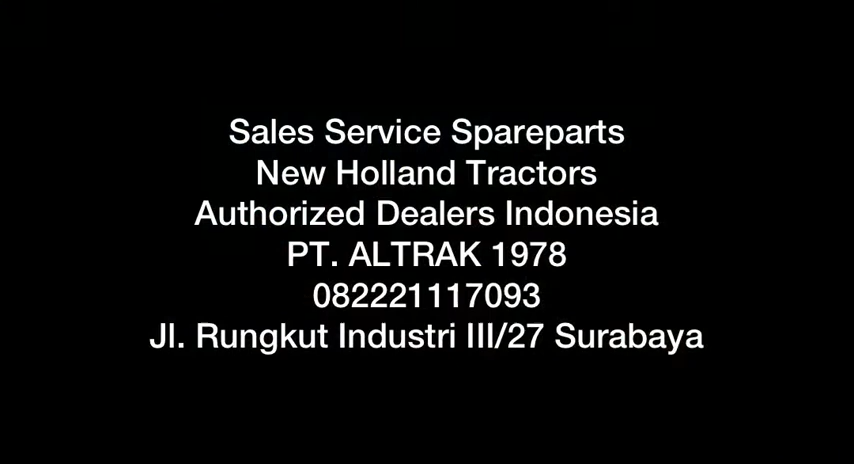 Sales Service Spareparts
New Holland Tractors
Authorized Dealers Indonesia
PT. ALTRAK 1978
082221117093
Jl. Rungkut Industri III/27 Surabaya